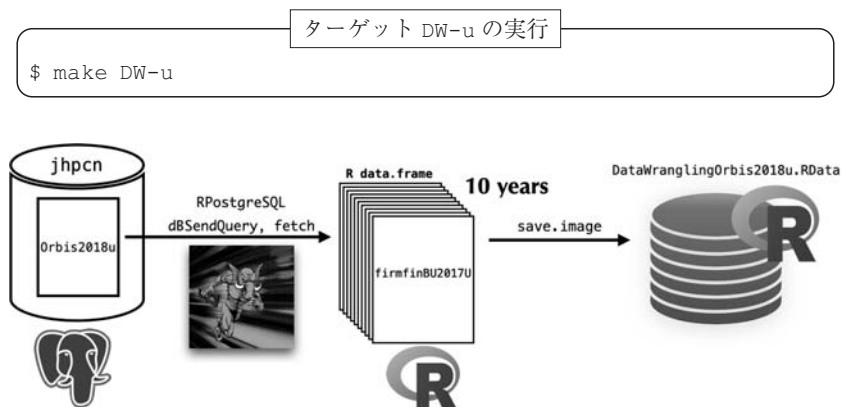 ターゲット DW-u の実行
$ make DW-u
jhpcn
Orbis2018u
RPostgreSQL
dBSendQuery, fetch
R data.frame
10 years
firmfinBU2017U
save.image
DataWranglingOrbis2018u.RData
R
R